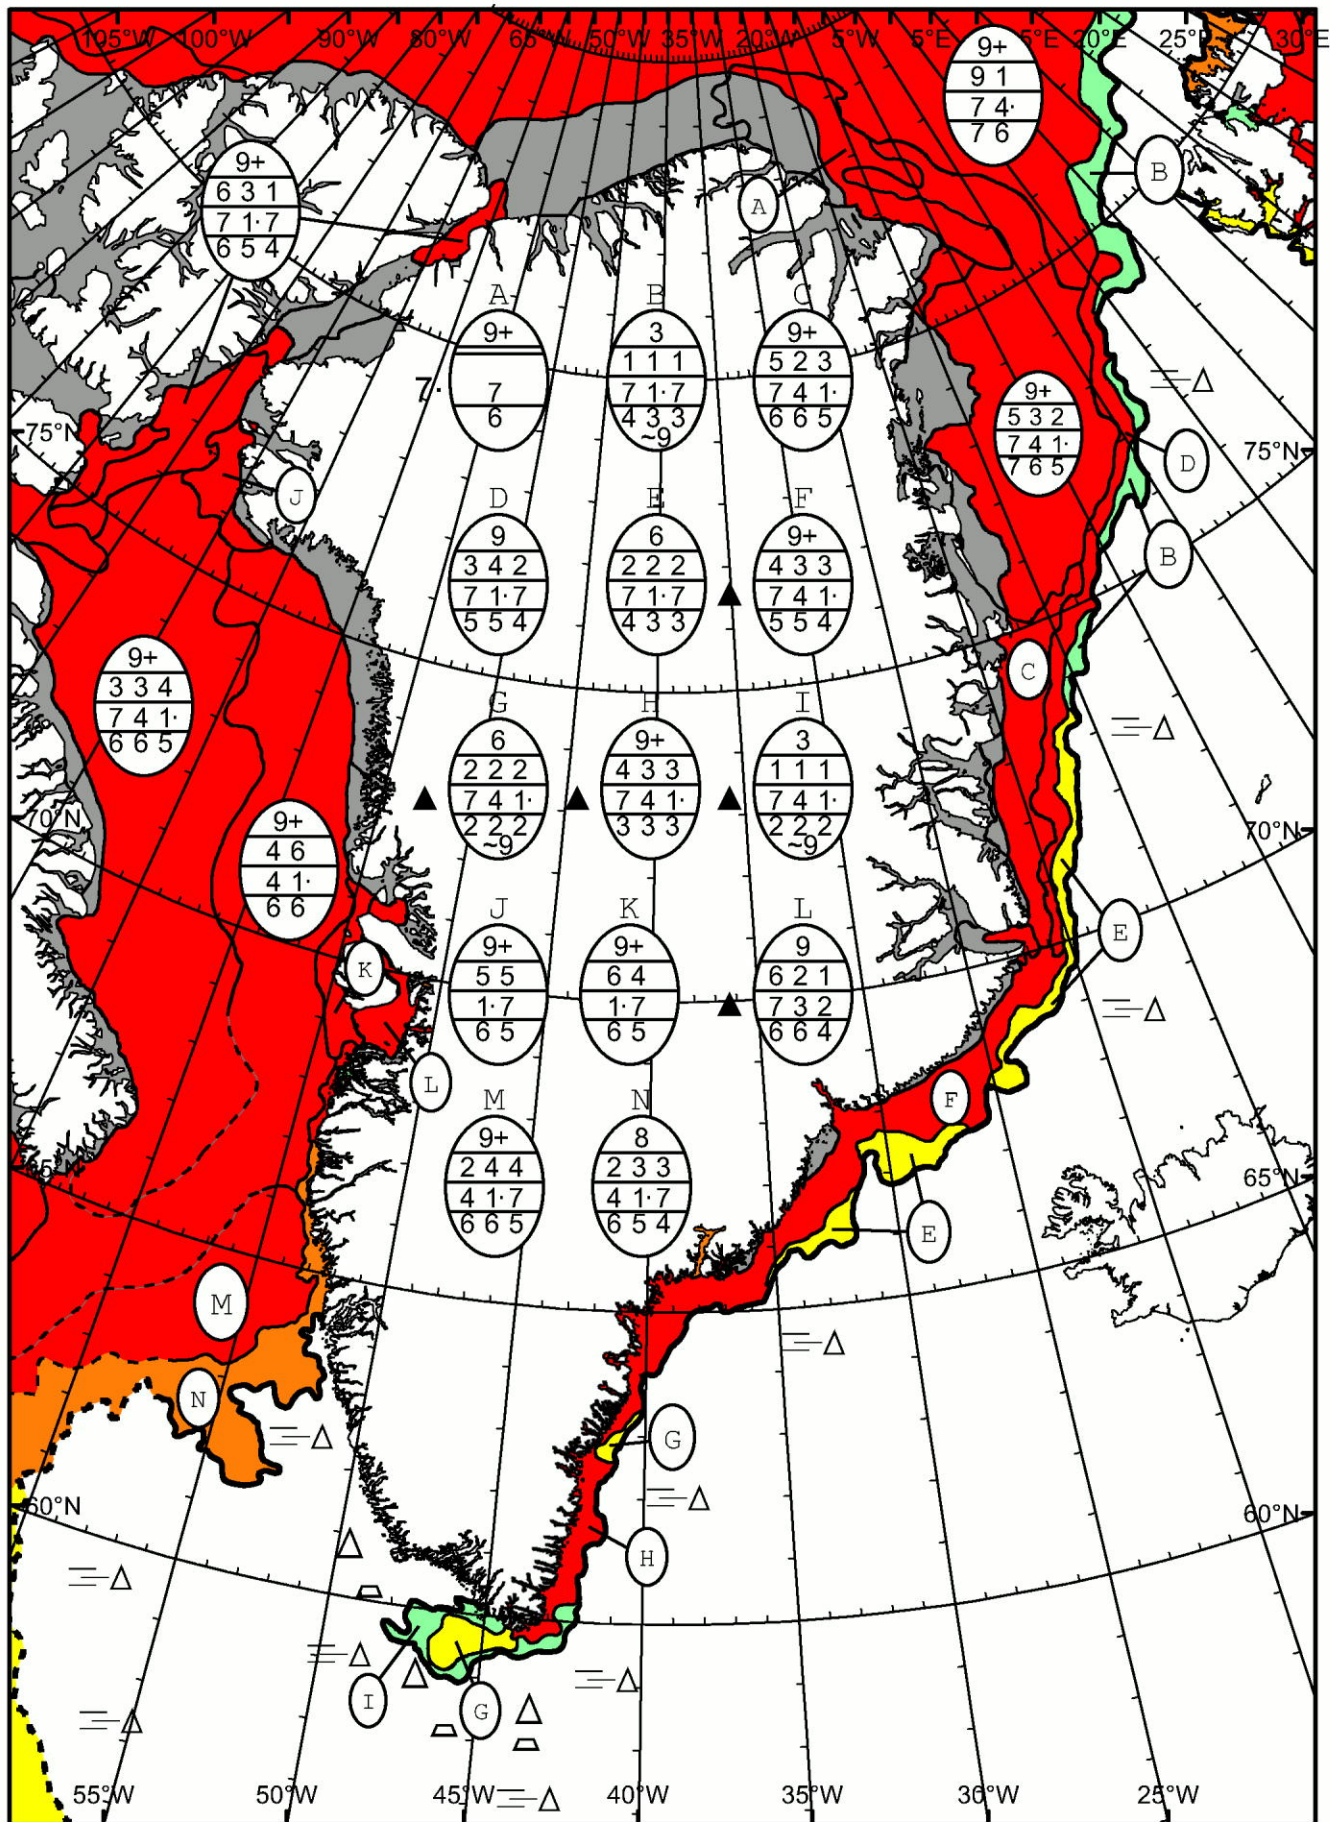 105°W 100°W 90°W 80°W 65°W 50°W 35°W 20°W 5°W 5°E 15°E 20°E 25°E 30°E
9+
9 1
7 4·
7 6
9+
6 3 1
7 1· 7
6 5 4
B
A
A B C
9+ 3 9+
1 1 1 5 2 3
7· 7 7 1· 7 7 4 1·
6 4 3 3 6 6 5
~9
9+
5 3 2
7 4 1·
7 6 5
75°N
75°N
D
J
B
D E F
9 6 9+
3 4 2 2 2 2 4 3 3
7 1· 7 7 1· 7 7 4 1·
5 5 4 4 3 3 5 5 4
9+
3 3 4
7 4 1·
6 6 5
C
G H I
6 9+ 3
2 2 2 4 3 3 1 1 1
7 4 1· 7 4 1· 7 4 1·
2 2 2 3 3 3 2 2 2
~9 ~9
70°N
70°N
9+
4 6
4 1·
6 6
E
K
J K L
9+ 9+ 9
5 5 6 4 6 2 1
1· 7 1· 7 7 3 2
6 5 6 5 6 6 4
L
F
M N
9+ 8
2 4 4 2 3 3
4 1· 7 4 1· 7
6 6 5 6 5 4
65°N
65°N
E
M
N
G
60°N
60°N
H
I
G
55°W 50°W 45°W 40°W 35°W 30°W 25°W